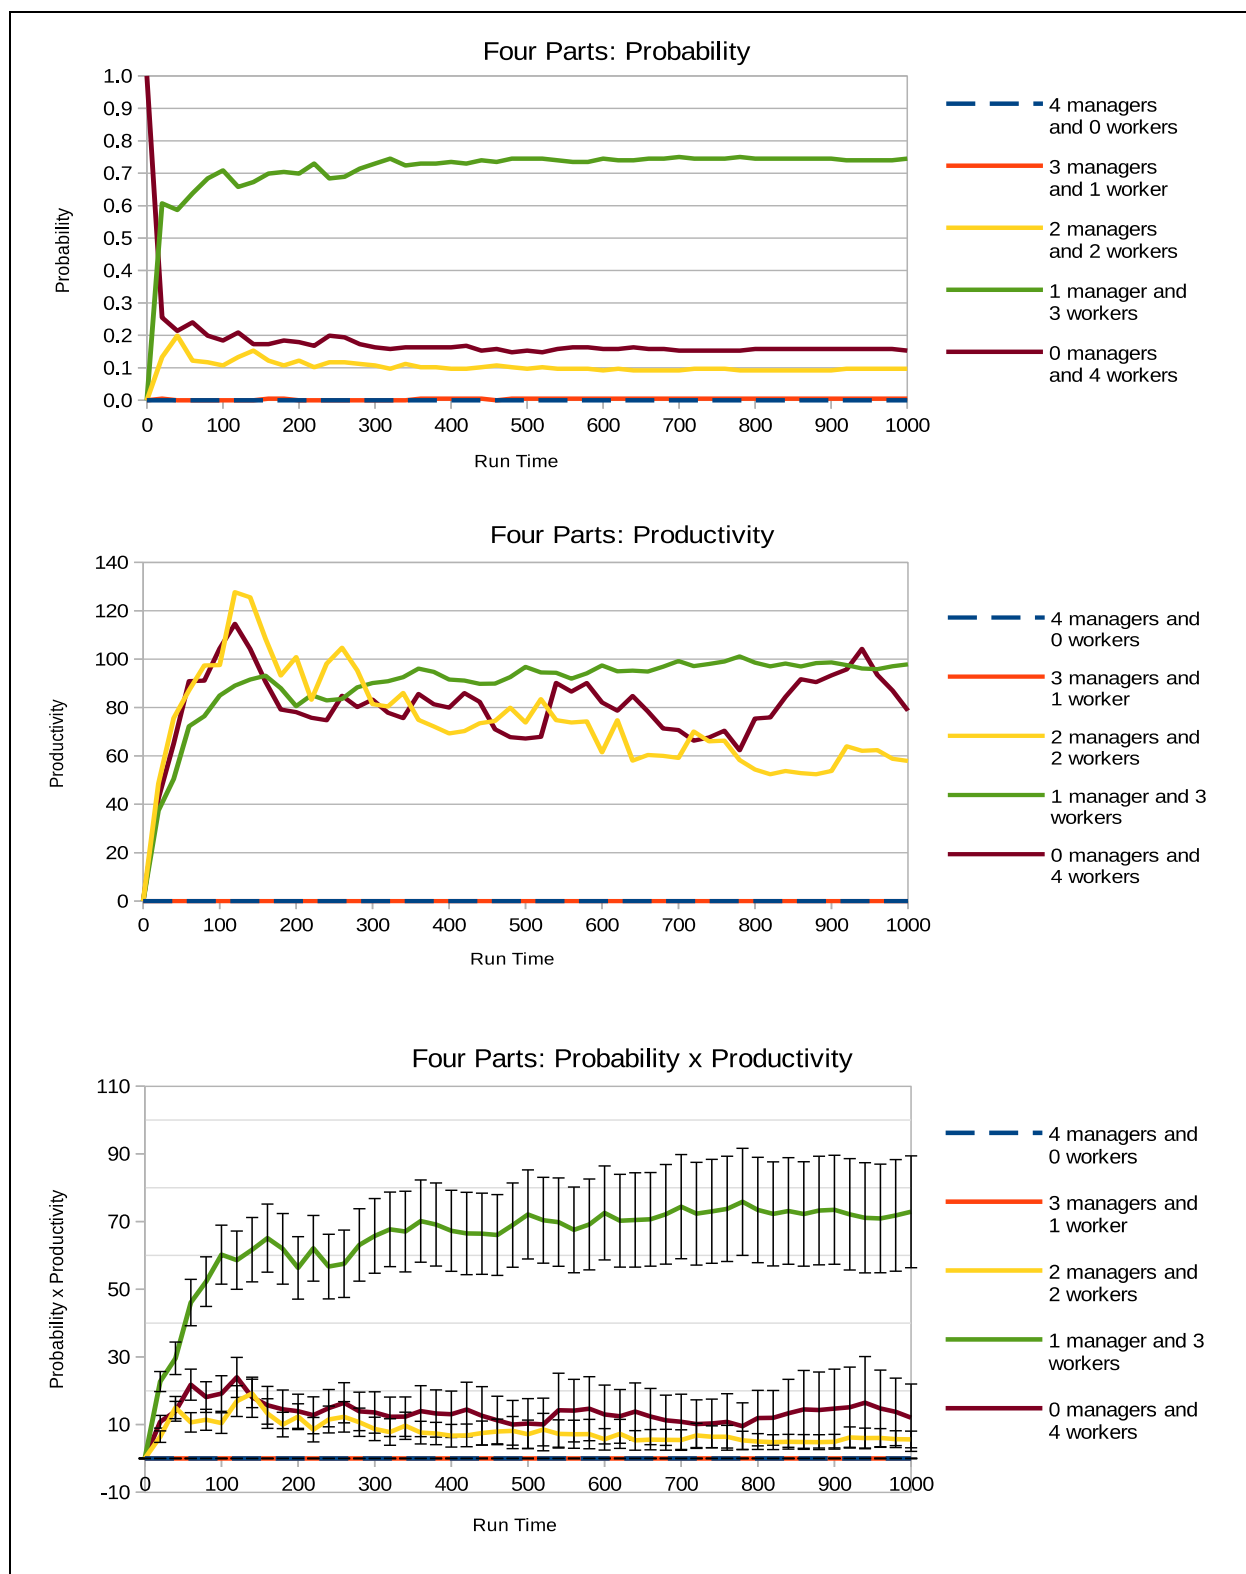 Four Parts: Probability
1.0
0.9
0.8
0.7
0.6
0.5
0.4
0.3
0.2
0.1
0.0
Probability
0 100 200 300 400 500 600 700 800 900 1000
Run Time
4 managers
and 0 workers
3 managers
and 1 worker
2 managers
and 2 workers
1 manager and
3 workers
0 managers
and 4 workers
Four Parts: Productivity
140
120
100
80
60
40
20
0
Productivity
0 100 200 300 400 500 600 700 800 900 1000
Run Time
4 managers and
0 workers
3 managers and
1 worker
2 managers and
2 workers
1 manager and 3
workers
0 managers and
4 workers
Four Parts: Probability x Productivity
110
90
70
50
30
10
-10
Probability x Productivity
0 100 200 300 400 500 600 700 800 900 1000
Run Time
4 managers and
0 workers
3 managers and
1 worker
2 managers and
2 workers
1 manager and 3
workers
0 managers and
4 workers